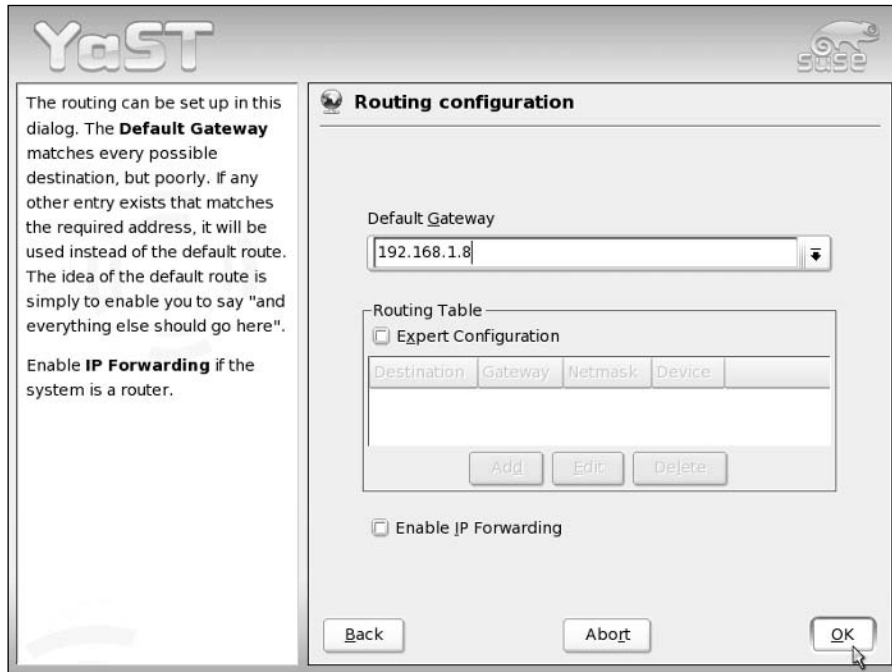 YaST
SUSE
The routing can be set up in this
dialog. The Default Gateway
matches every possible
destination, but poorly. If any
other entry exists that matches
the required address, it will be
used instead of the default route.
The idea of the default route is
simply to enable you to say "and
everything else should go here".
Enable IP Forwarding if the
system is a router.
Routing configuration
Default Gateway
192.168.1.8
Routing Table
Expert Configuration
Destination Gateway Netmask Device
Add Edit Delete
Enable IP Forwarding
Back Abort OK